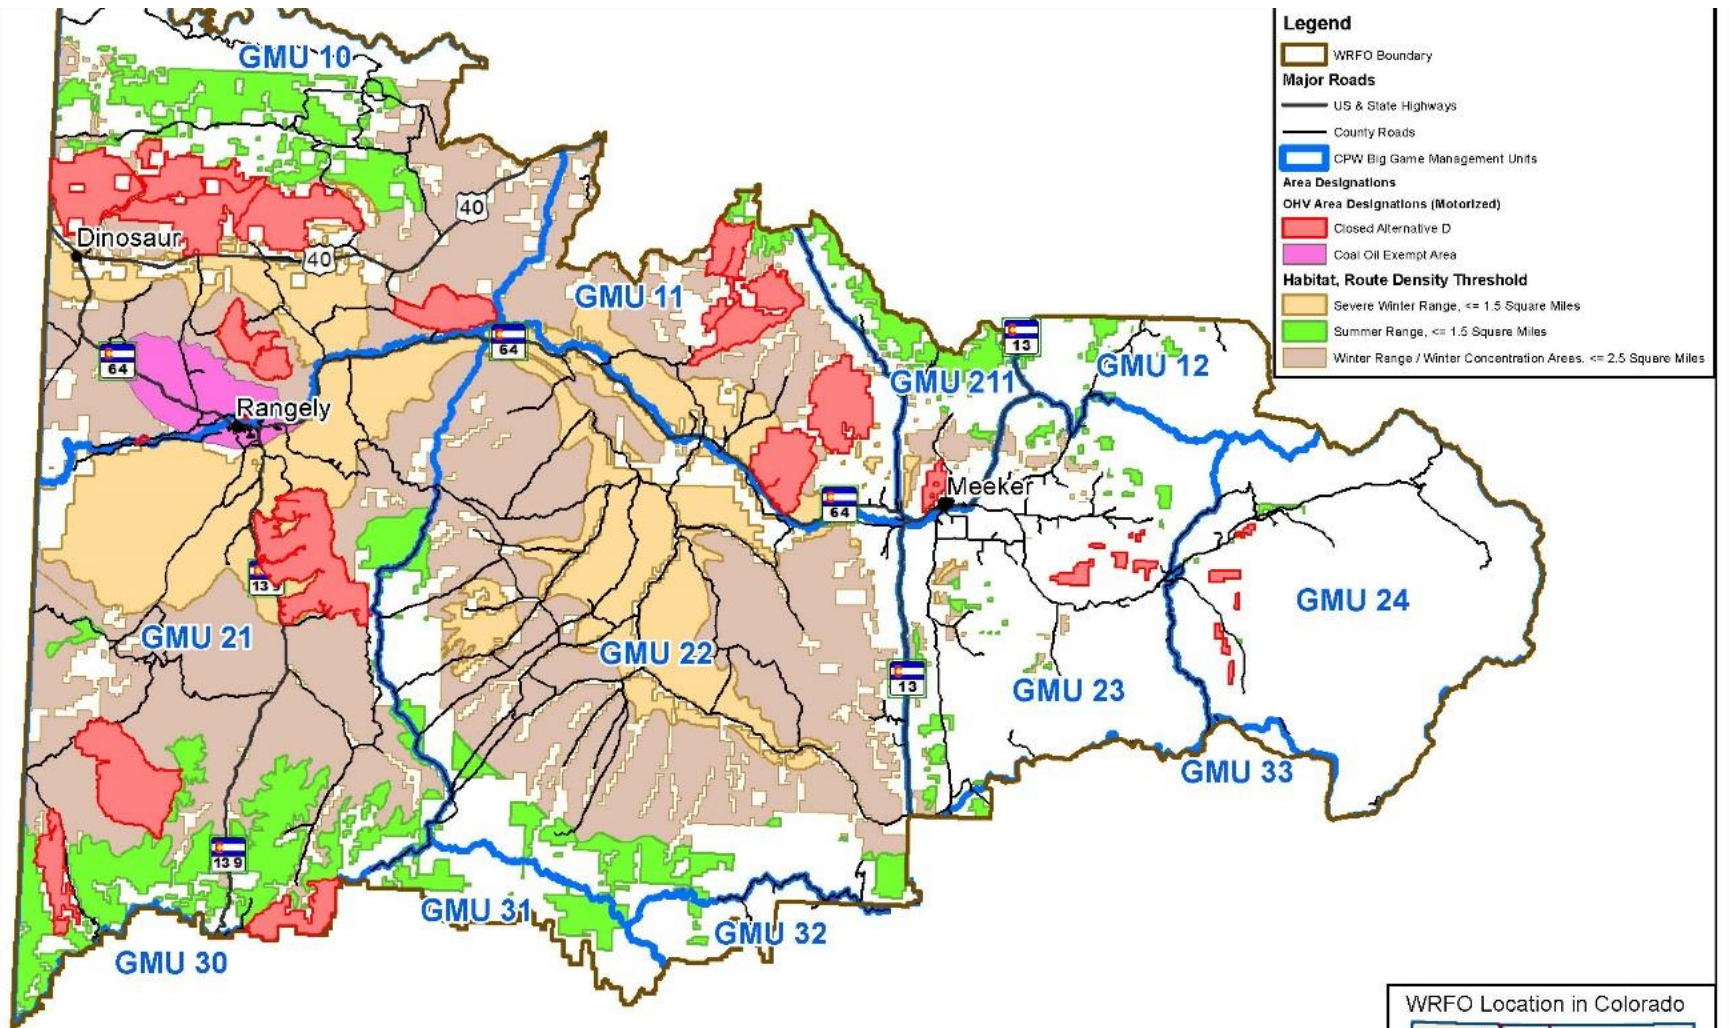 GMU 10
40
Dinosaur
40
GMU 11
64
64
13
GMU 12
GMU 211
Rangely
64
Meeker
13 9
GMU 21
GMU 22
GMU 24
13
GMU 23
GMU 33
13 9
GMU 31
GMU 32
GMU 30
Legend
WRFO Boundary
Major Roads
US & State Highways
County Roads
CPW Big Game Management Units
Area Designations
OHV Area Designations (Motorized)
Closed Alternative D
Coal Oil Exempt Area
Habitat, Route Density Threshold
Severe Winter Range, <= 1.5 Square Miles
Summer Range, <= 1.5 Square Miles
Winter Range / Winter Concentration Areas. <= 2.5 Square Miles
WRFO Location in Colorado